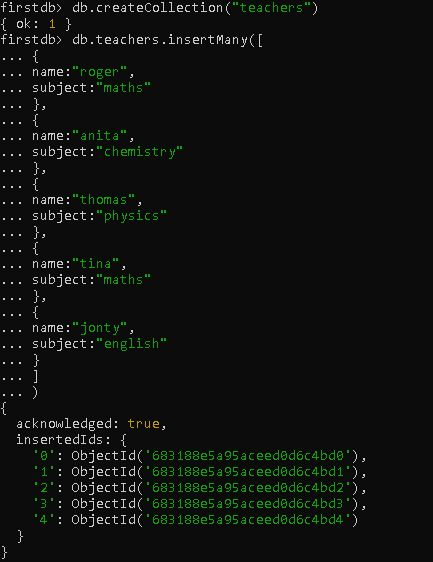 firstdb> db.createCollection("teachers")
{ ok: 1 }
firstdb> db.teachers.insertMany([
... {
... name:"roger",
... subject:"maths"
... },
... {
... name:"anita",
... subject:"chemistry"
... },
... {
... name:"thomas",
... subject:"physics"
... },
... {
... name:"tina",
... subject:"maths"
... },
... {
... name:"jonty",
... subject:"english"
... }
... ]
... )
{
  acknowledged: true,
  insertedIds: {
    '0': ObjectId('683188e5a95aceed0d6c4bd0'),
    '1': ObjectId('683188e5a95aceed0d6c4bd1'),
    '2': ObjectId('683188e5a95aceed0d6c4bd2'),
    '3': ObjectId('683188e5a95aceed0d6c4bd3'),
    '4': ObjectId('683188e5a95aceed0d6c4bd4')
  }
}